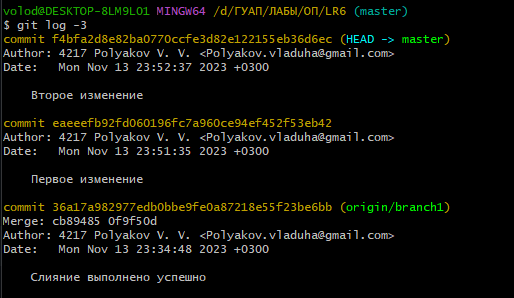 volod@DESKTOP-8LM9LO1 MINGW64 /d/ГУАП/ЛАБЫ/ОП/LR6 (master)
$ git log -3
commit f4bfa2d8e82ba0770ccfe3d82e122155eb36d6ec (HEAD -> master)
Author: 4217 Polyakov V. V. <Polyakov.vladuha@gmail.com>
Date:   Mon Nov 13 23:52:37 2023 +0300
Второе изменение
commit eaeeefb92fd060196fc7a960ce94ef452f53eb42
Author: 4217 Polyakov V. V. <Polyakov.vladuha@gmail.com>
Date:   Mon Nov 13 23:51:35 2023 +0300
Первое изменение
commit 36a17a982977edb0bbe9fe0a87218e55f23be6bb (origin/branch1)
Merge: cb89485 0f9f50d
Author: 4217 Polyakov V. V. <Polyakov.vladuha@gmail.com>
Date:   Mon Nov 13 23:34:48 2023 +0300
Слияние выполнено успешно